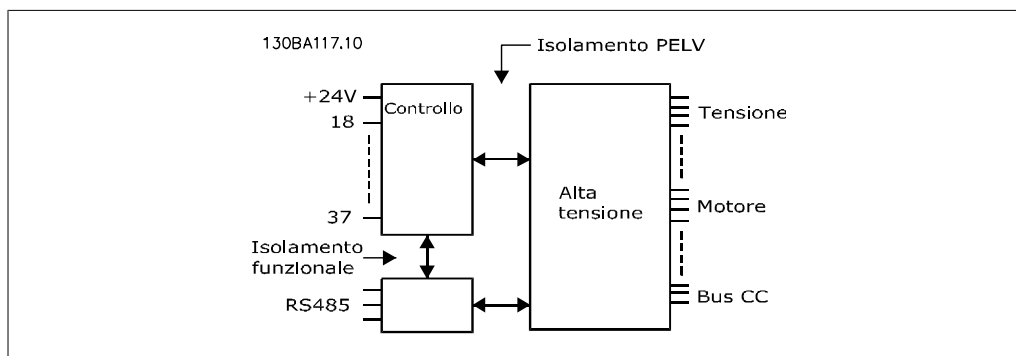 130BA117.10
Isolamento PELV
+24V
Controllo
18
37
Isolamento
funzionale
RS485
Alta
tensione
Tensione
Motore
Bus CC